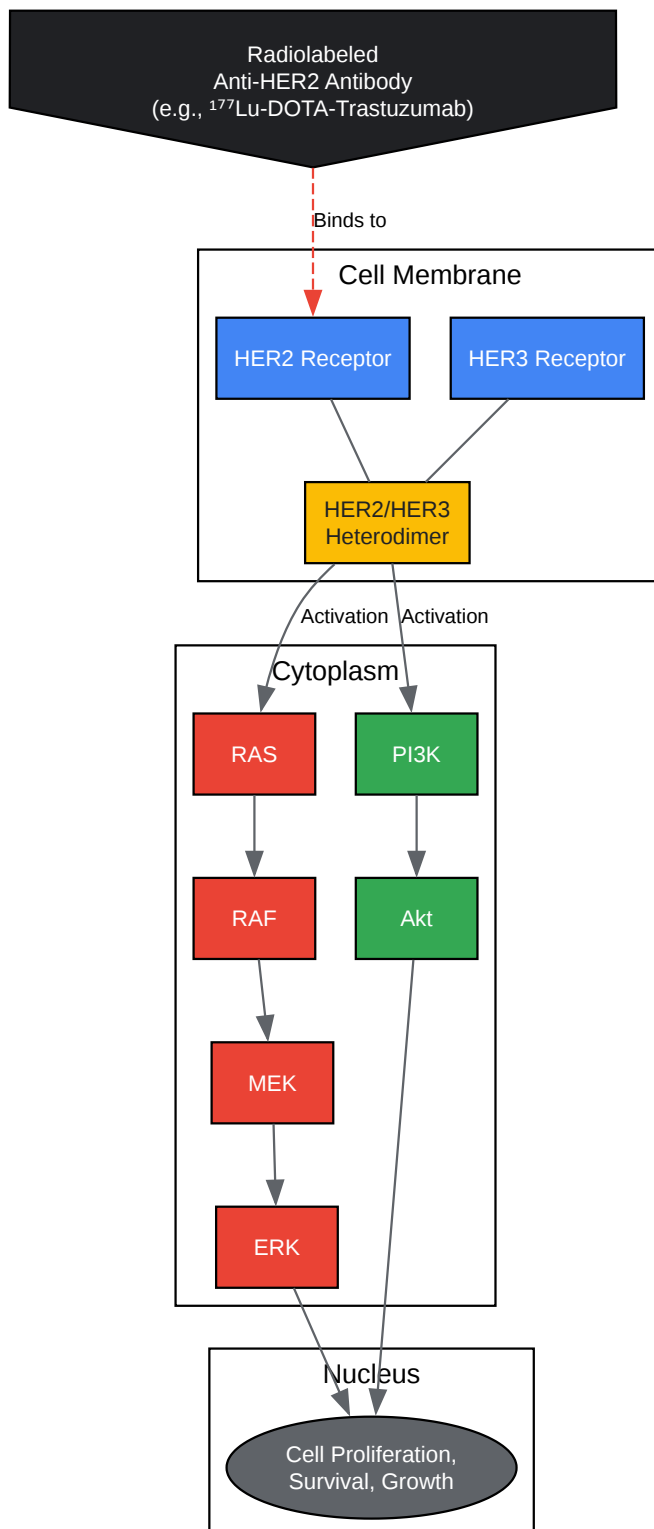 Radiolabeled
Anti-HER2 Antibody
(e.g., ¹⁷⁷Lu-DOTA-Trastuzumab)
Binds to
Cell Membrane
HER2 Receptor
HER3 Receptor
HER2/HER3
Heterodimer
Activation
Activation
Cytoplasm
RAS
PI3K
RAF
Akt
MEK
ERK
Nucleus
Cell Proliferation,
Survival, Growth